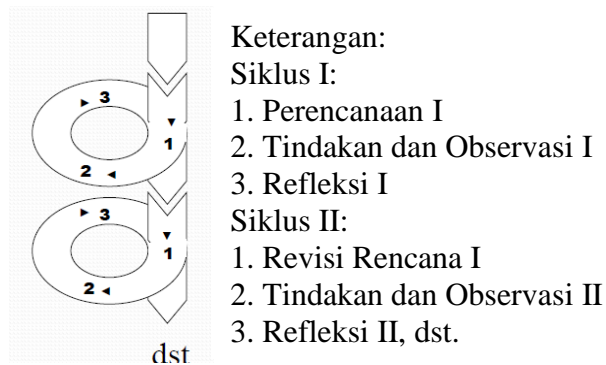 3
1
2
3
1
2
dst
Keterangan:
Siklus I:
1. Perencanaan I
2. Tindakan dan Observasi I
3. Refleksi I
Siklus II:
1. Revisi Rencana I
2. Tindakan dan Observasi II
3. Refleksi II, dst.